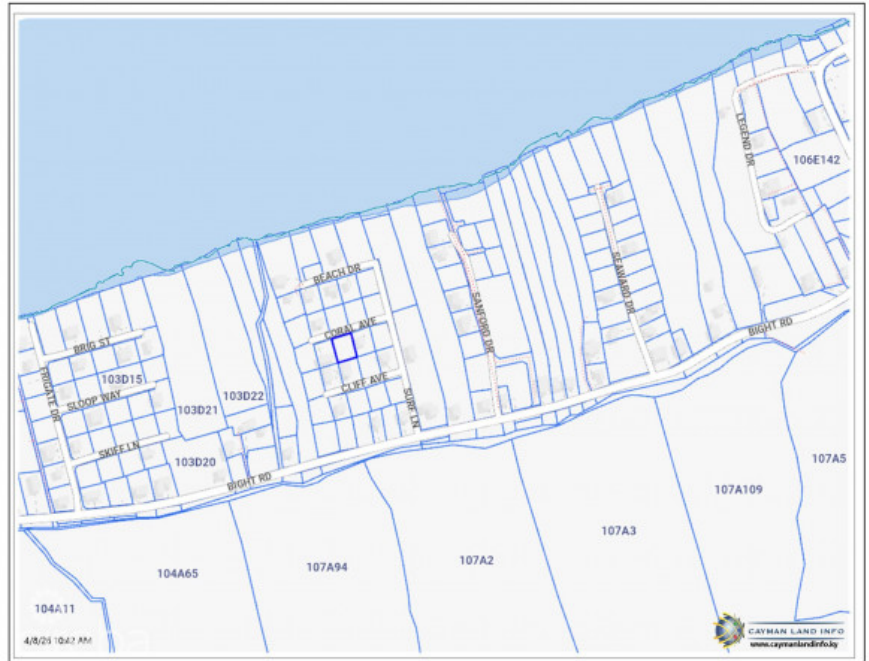 LEGEND DR
106E142
BEACH DR
CORAL AVE
SEAWARD DR
SANFORD DR
BIGHT RD
BRIG ST
103D15
FRIGATE DR
SLOOP WAY
103D21
103D22
CLIFF AVE
SURF LN
SKIFF LN
103D20
BIGHT RD
107A5
107A109
107A3
107A2
107A94
104A65
104A11
4/8/26 10:42 AM
CAYMAN LAND INFO
www.caymanlandinfo.ky